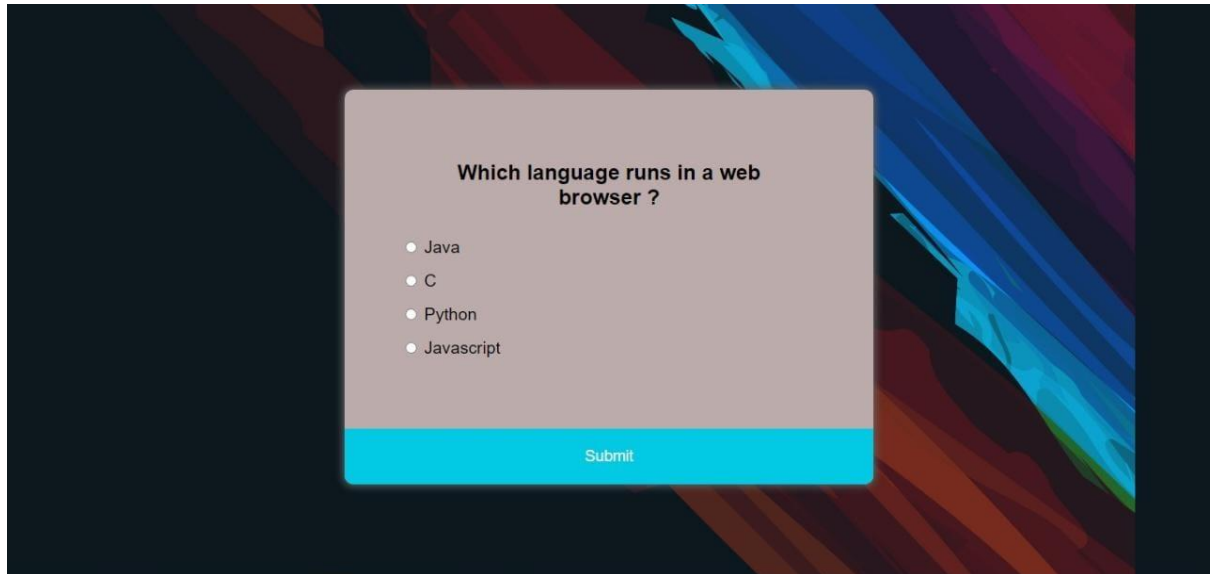 Which language runs in a web
browser ?
Java
C
Python
Javascript
Submit